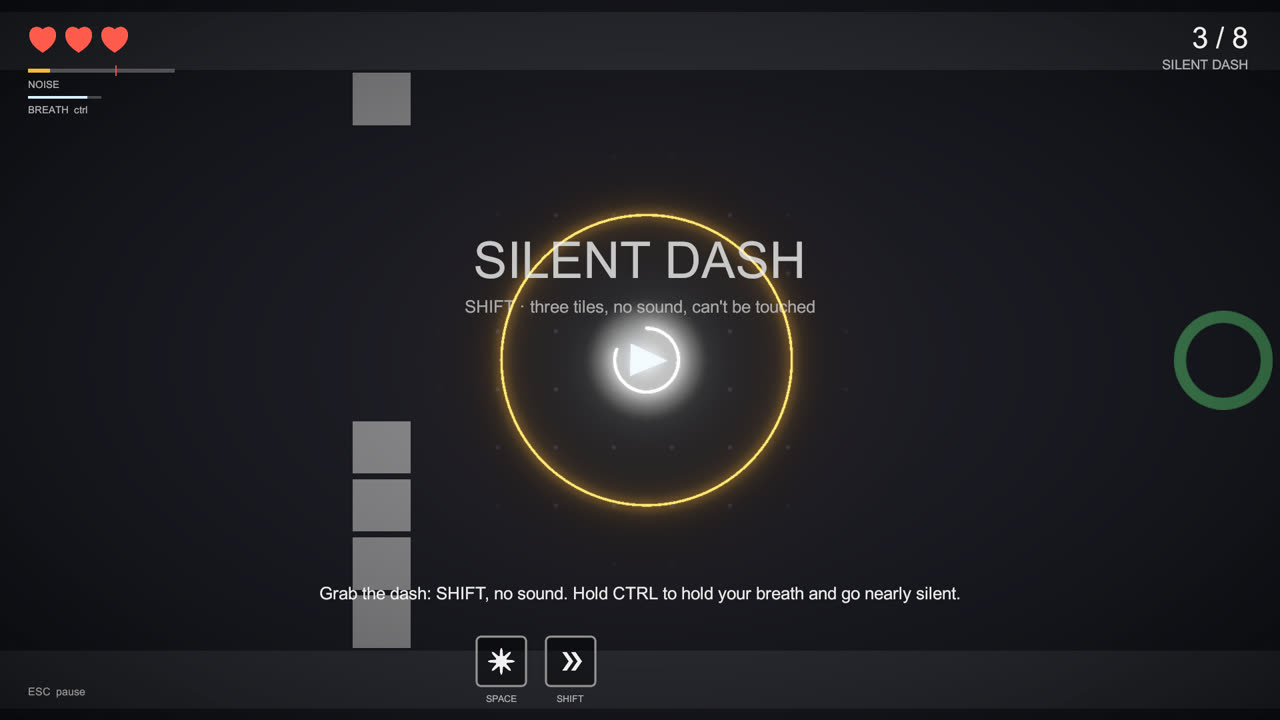 3 / 8
SILENT DASH
NOISE
BREATH ctrl
SILENT DASH
SHIFT · three tiles, no sound, can't be touched
Grab the dash: SHIFT, no sound. Hold CTRL to hold your breath and go nearly silent.
SPACE
SHIFT
ESC pause